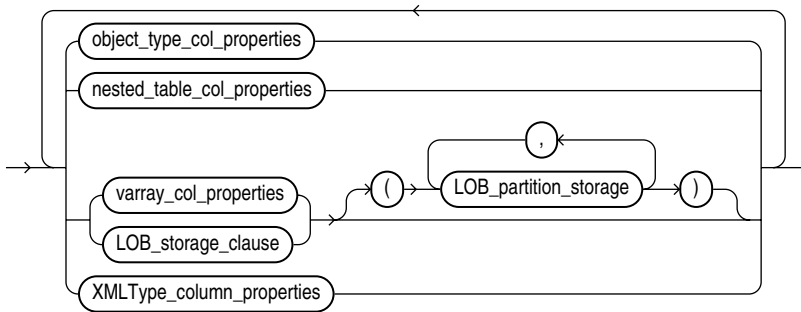 object_type_col_properties
nested_table_col_properties
,
varray_col_properties ( LOB_partition_storage )
LOB_storage_clause
XMLType_column_properties